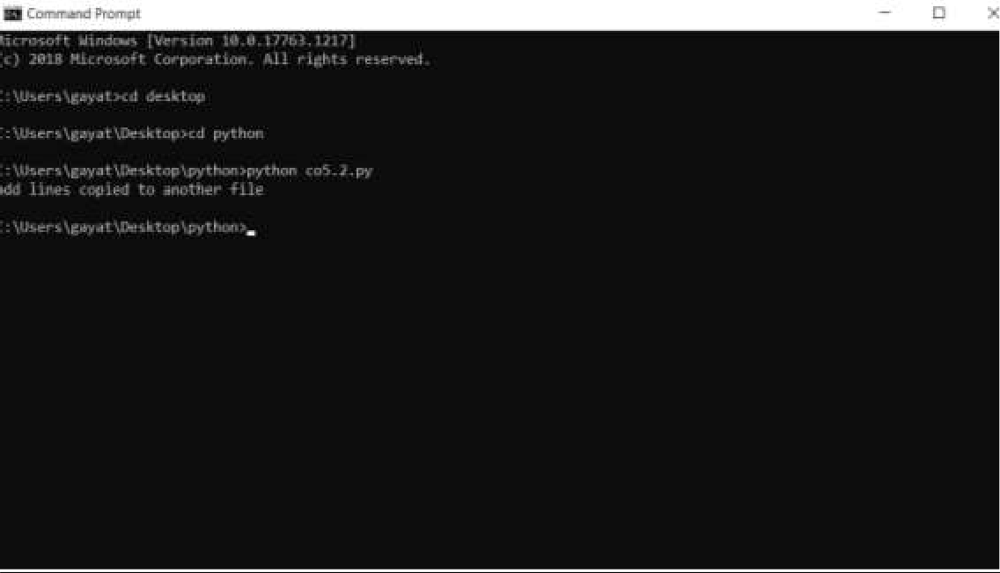 Command Prompt
Microsoft Windows [Version 10.0.17763.1217]
(c) 2018 Microsoft Corporation. All rights reserved.
C:\Users\gayat>cd desktop
C:\Users\gayat\Desktop>cd python
C:\Users\gayat\Desktop\python>python co5.2.py
lines copied to another file
C:\Users\gayat\Desktop\python>